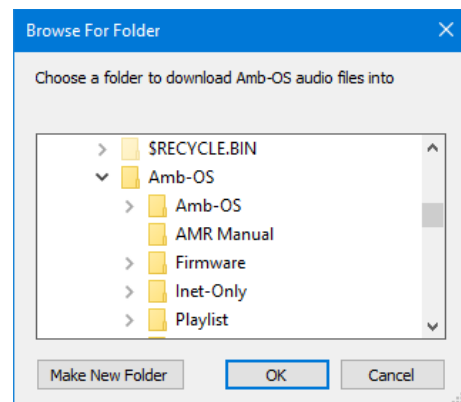 Browse For Folder
Choose a folder to download Amb-OS audio files into
$RECYCLE.BIN
Amb-OS
Amb-OS
AMR Manual
Firmware
Inet-Only
Playlist
Make New Folder
OK
Cancel